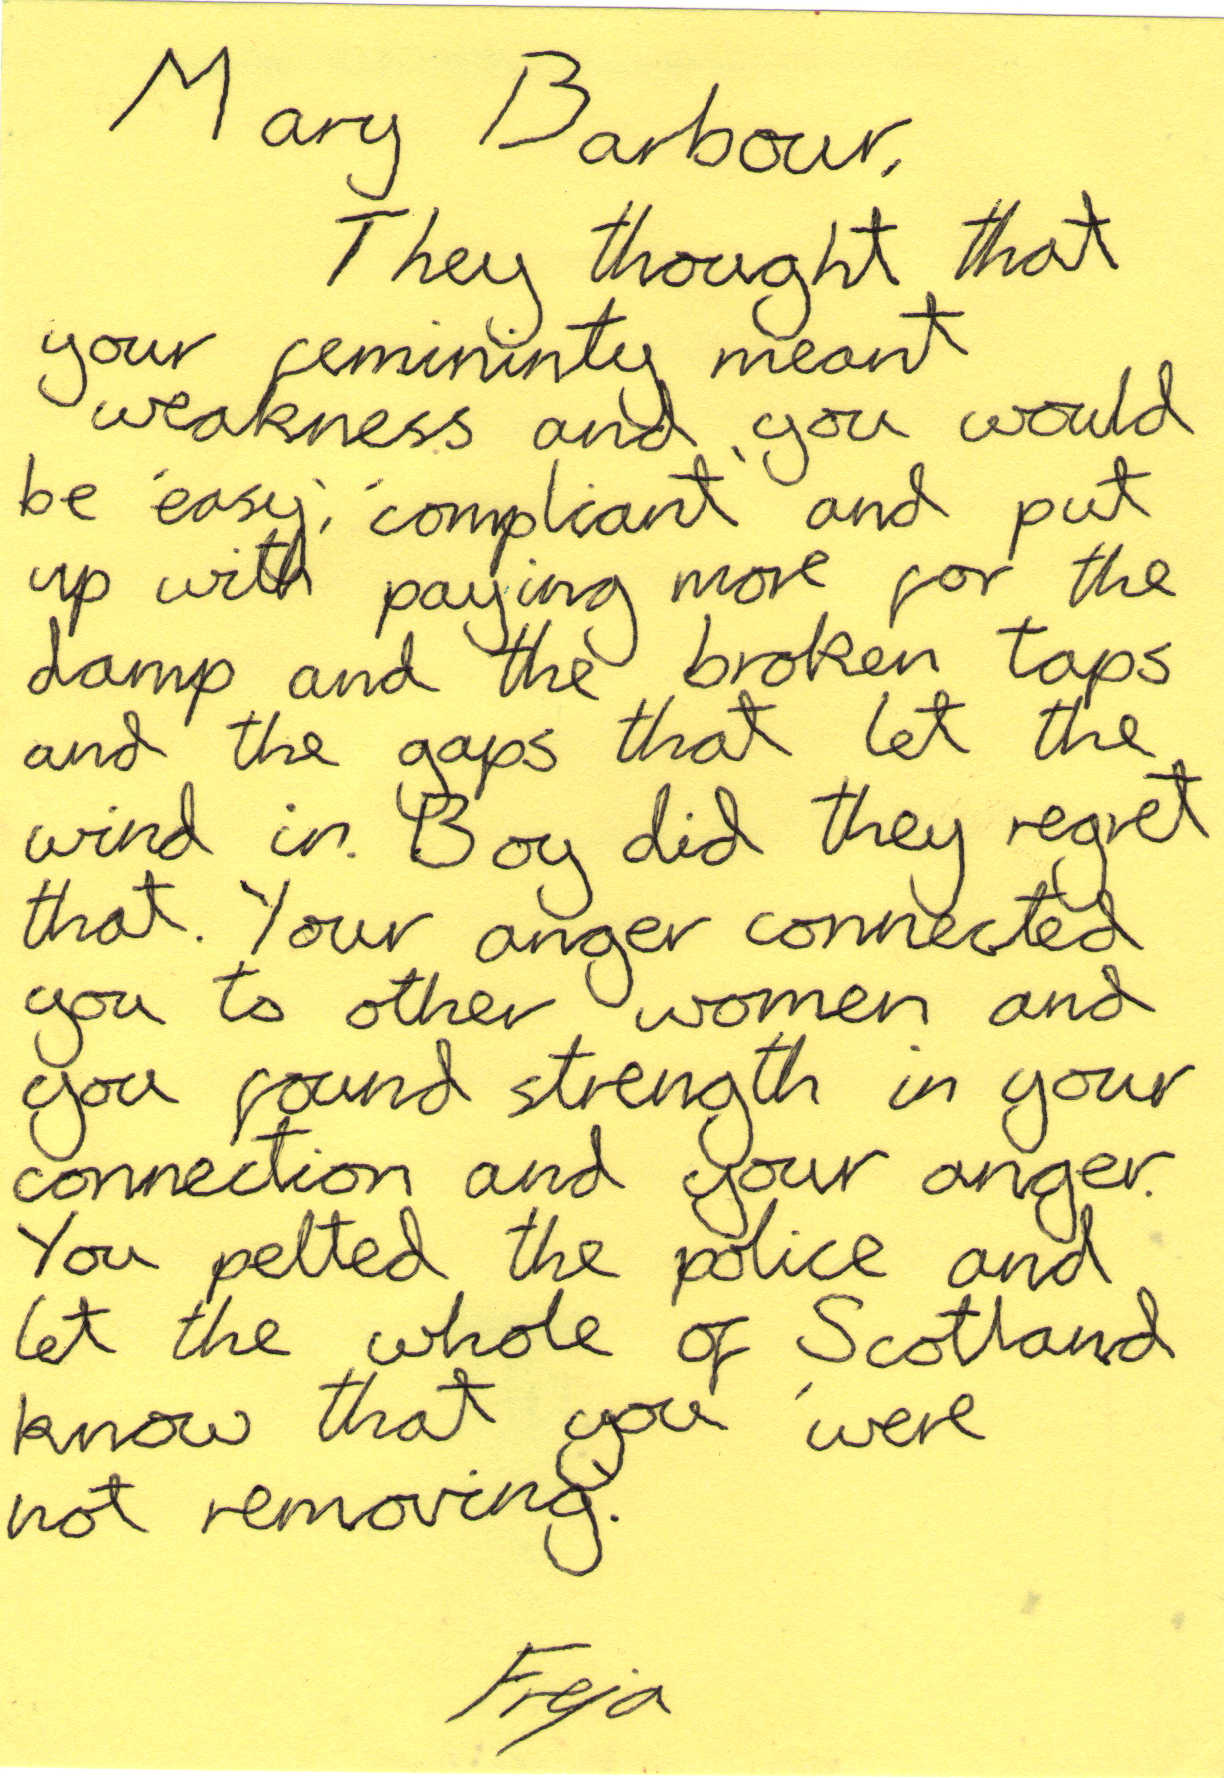 Mary Barbour,
They thought that
your femininty meant
weakness and you would
be 'easy', 'compliant' and put
up with paying more for the
damp and the broken taps
and the gaps that let the
wind in. Boy did they regret
that. Your anger connected
you to other women and
you found strength in your
connection and your anger.
You pelted the police and
let the whole of Scotland
know that you 'were
not removing'.
Freja